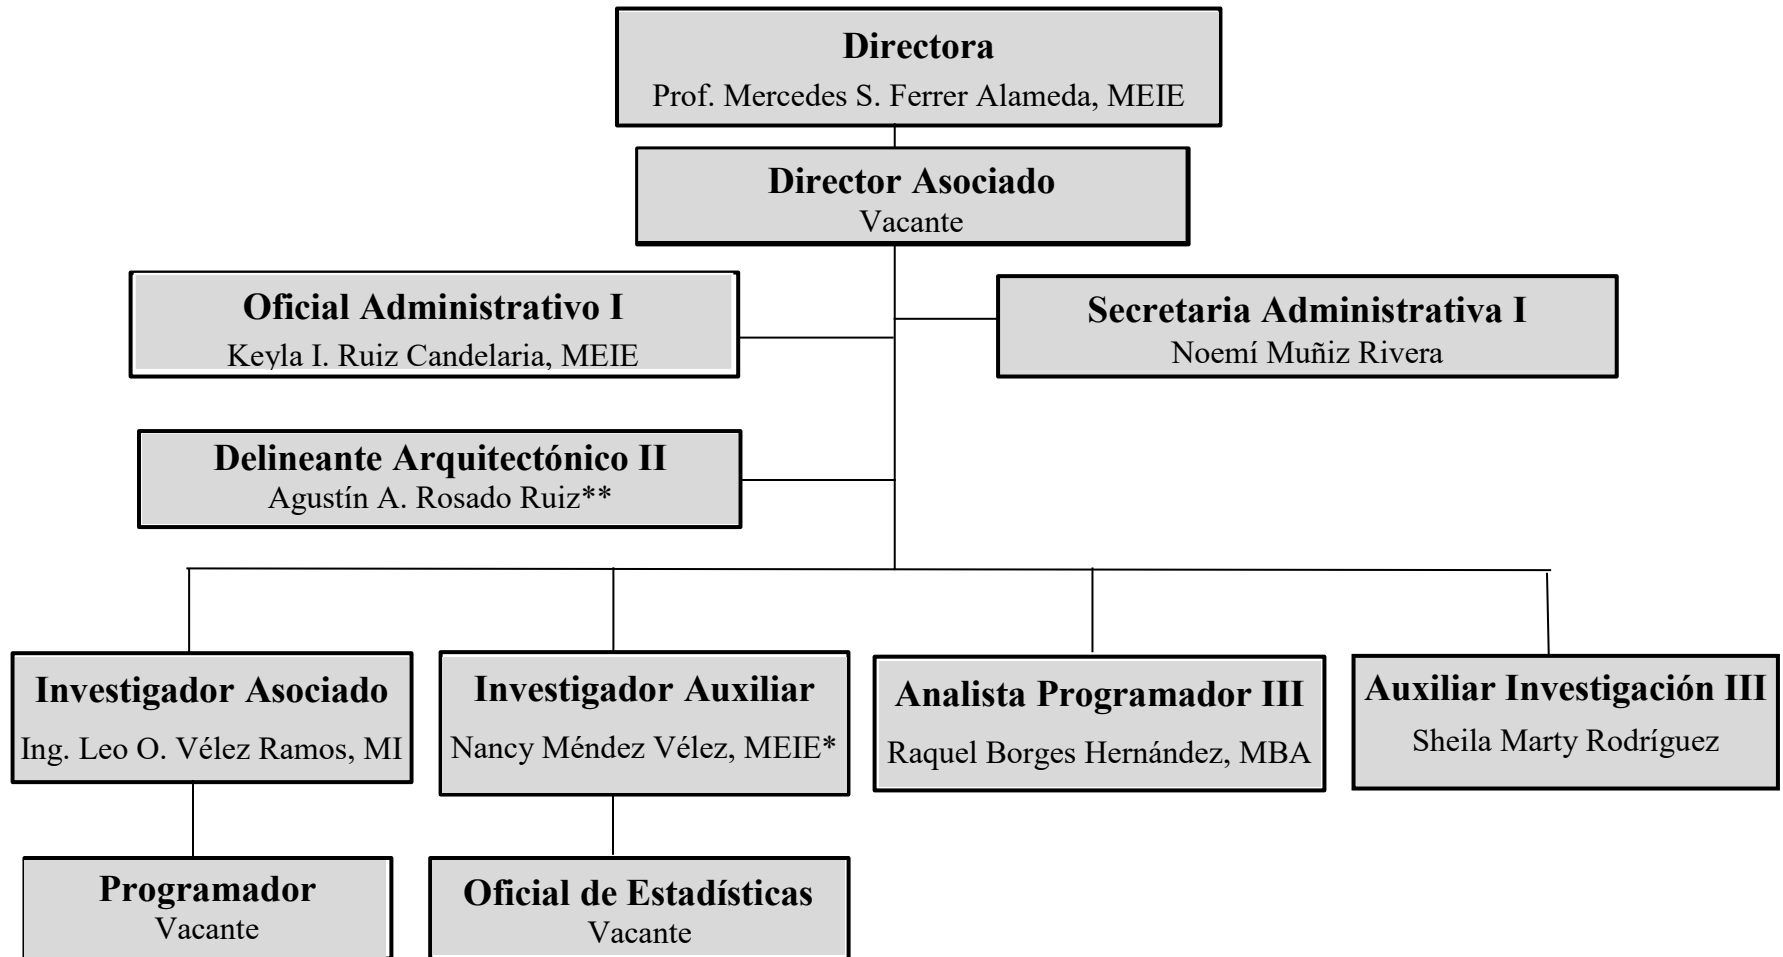 Directora
Prof. Mercedes S. Ferrer Alameda, MEIE
Director Asociado
Vacante
Oficial Administrativo I
Keyla I. Ruiz Candelaria, MEIE
Secretaria Administrativa I
Noemí Muñiz Rivera
Delineante Arquitectónico II
Agustín A. Rosado Ruiz**
Investigador Asociado
Ing. Leo O. Vélez Ramos, MI
Investigador Auxiliar
Nancy Méndez Vélez, MEIE*
Analista Programador III
Raquel Borges Hernández, MBA
Auxiliar Investigación III
Sheila Marty Rodríguez
Programador
Vacante
Oficial de Estadísticas
Vacante